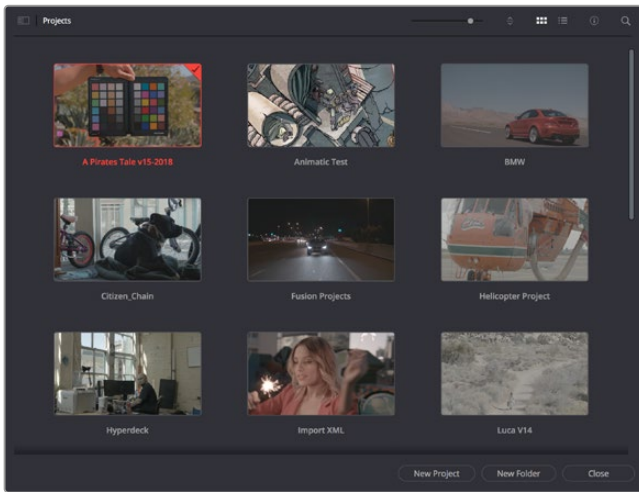 Projects
A Pirates Tale v15-2018
Animatic Test
BMW
Citizen_Chain
Fusion Projects
Helicopter Project
Hyperdeck
Import XML
Luca V14
New Project
New Folder
Close